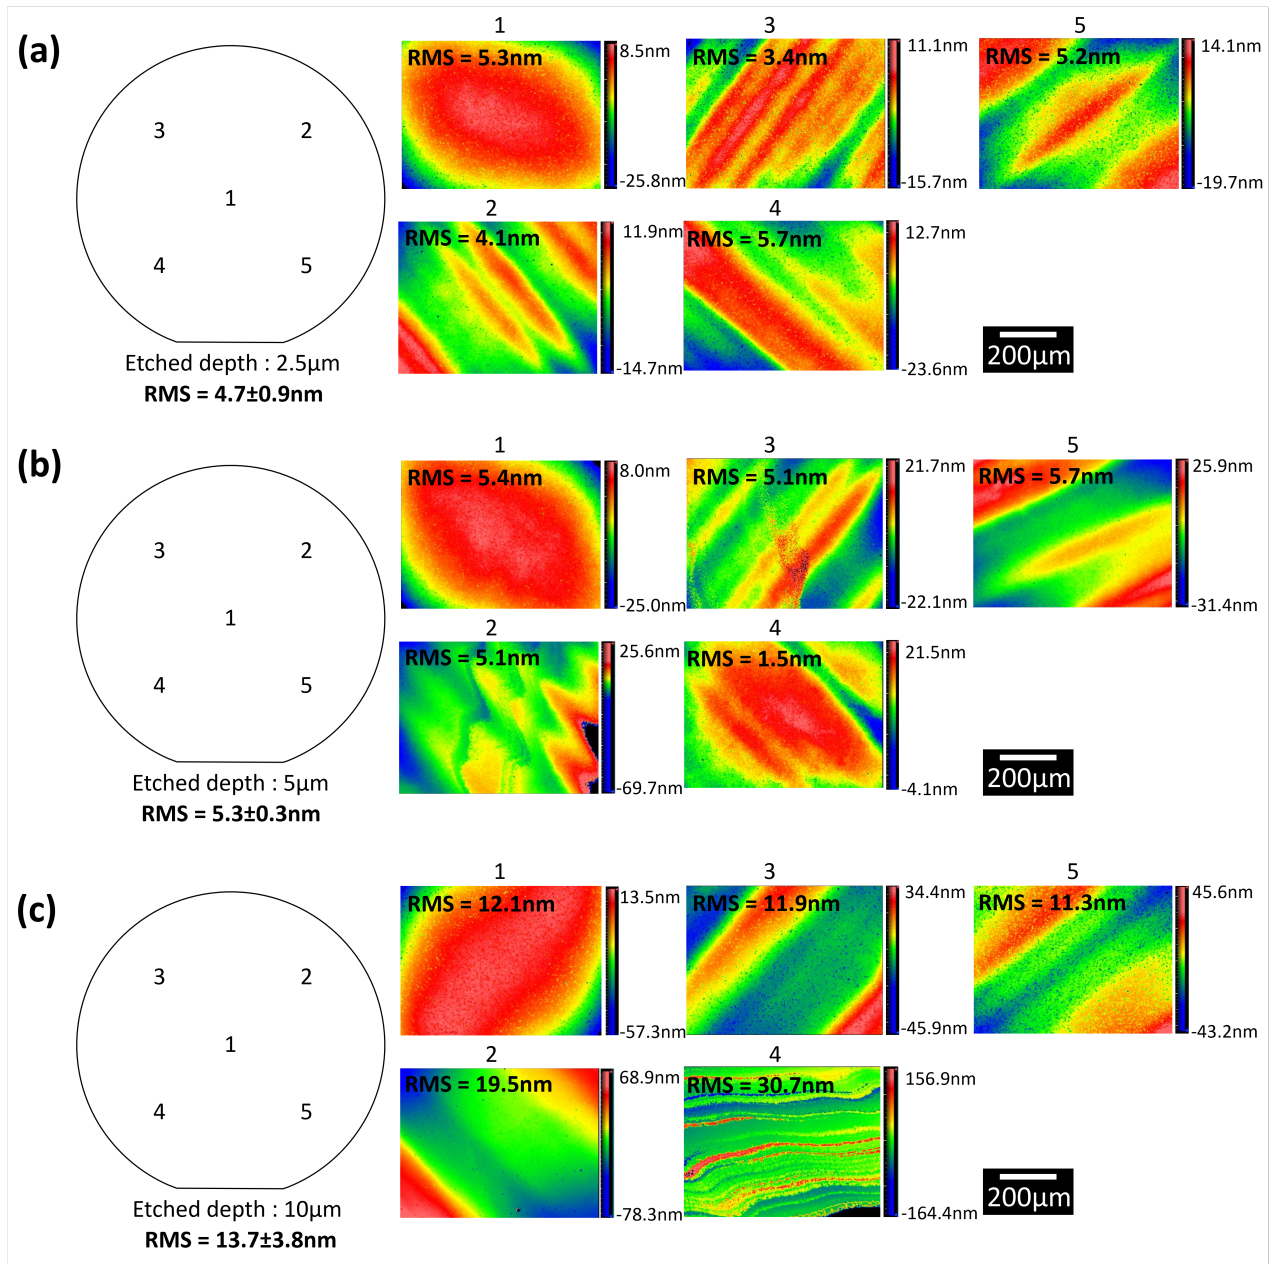 (a)
3
2
1
4
5
Etched depth : 2.5µm
RMS = 4.7±0.9nm
1
RMS = 5.3nm
8.5nm
-25.8nm
3
RMS = 3.4nm
11.1nm
-15.7nm
5
RMS = 5.2nm
14.1nm
-19.7nm
2
RMS = 4.1nm
11.9nm
-14.7nm
4
RMS = 5.7nm
12.7nm
-23.6nm
200µm
(b)
3
2
1
4
5
Etched depth : 5µm
RMS = 5.3±0.3nm
1
RMS = 5.4nm
8.0nm
-25.0nm
3
RMS = 5.1nm
21.7nm
-22.1nm
5
RMS = 5.7nm
25.9nm
-31.4nm
2
RMS = 5.1nm
25.6nm
-69.7nm
4
RMS = 1.5nm
21.5nm
-4.1nm
200µm
(c)
3
2
1
4
5
Etched depth : 10µm
RMS = 13.7±3.8nm
1
RMS = 12.1nm
13.5nm
-57.3nm
3
RMS = 11.9nm
34.4nm
-45.9nm
5
RMS = 11.3nm
45.6nm
-43.2nm
2
RMS = 19.5nm
68.9nm
-78.3nm
4
RMS = 30.7nm
156.9nm
-164.4nm
200µm